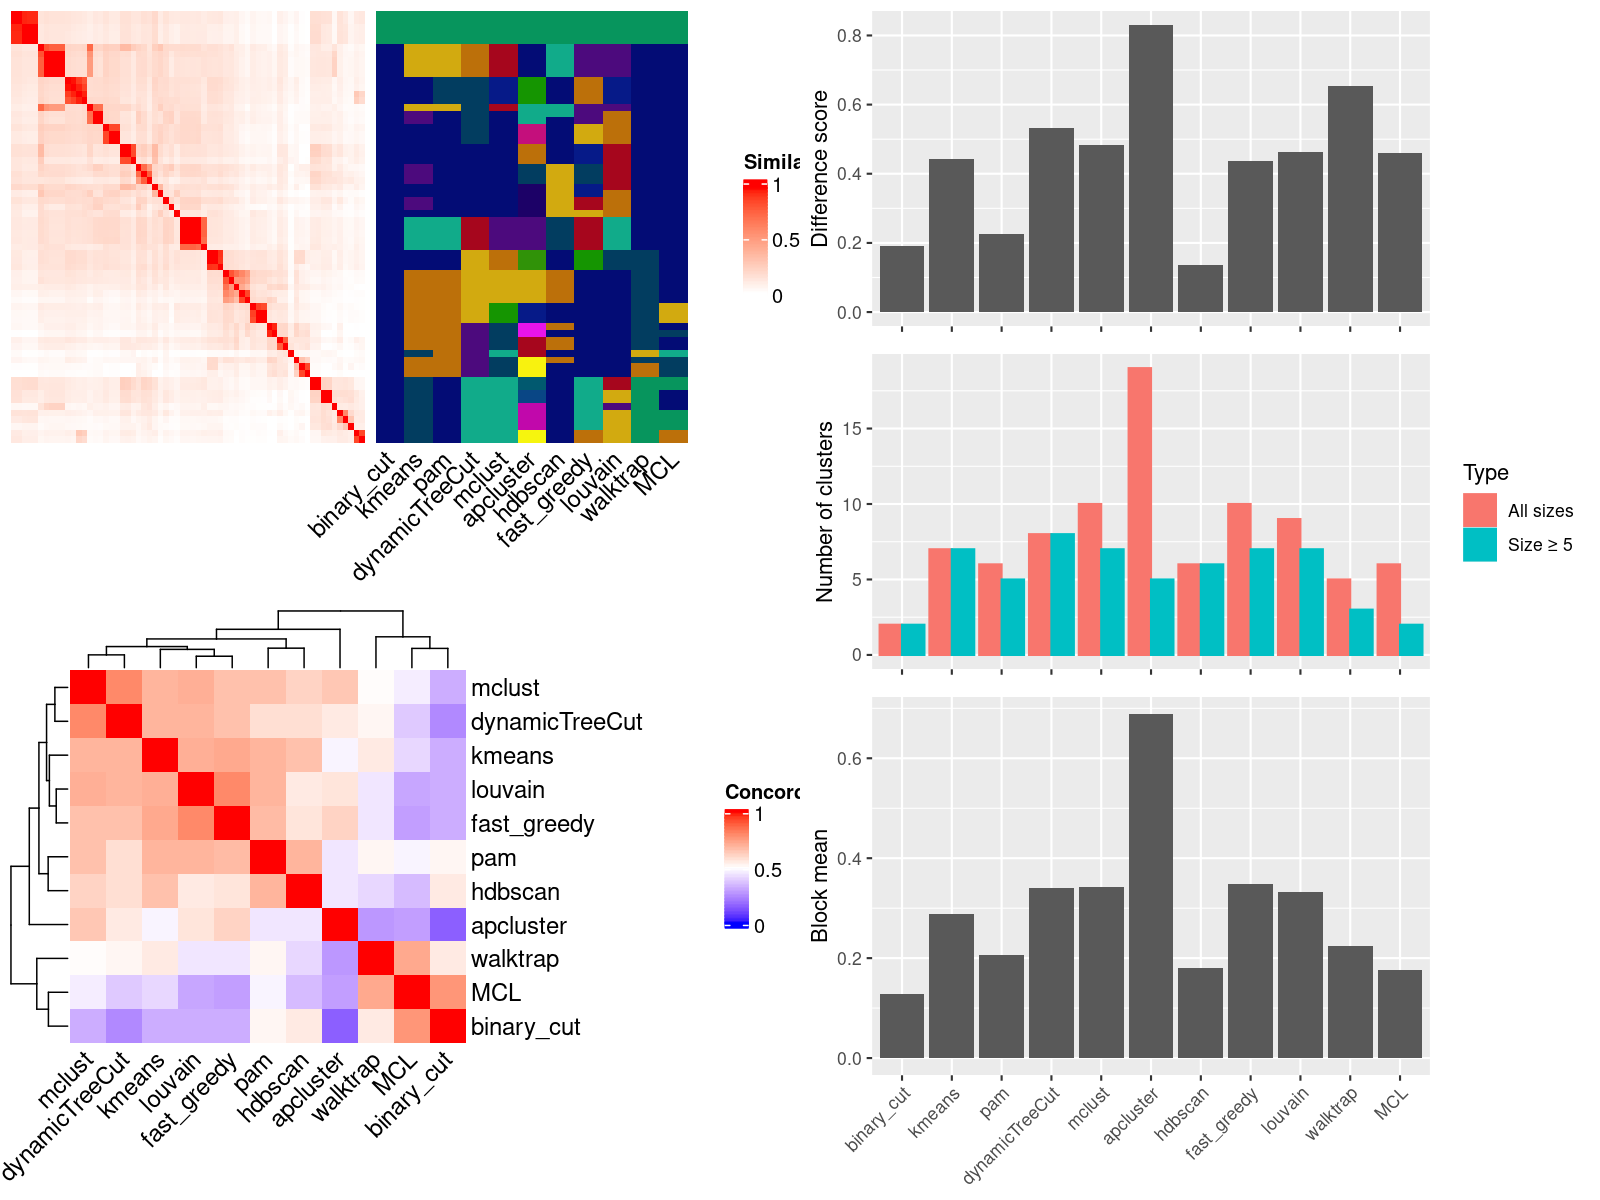 Simila
1
0.5
0
binary_cut
kmeans
pam
dynamicTreeCut
mclust
apcluster
hdbscan
fast_greedy
louvain
walktrap
MCL
mclust
dynamicTreeCut
kmeans
louvain
fast_greedy
pam
hdbscan
apcluster
walktrap
MCL
binary_cut
mclust
dynamicTreeCut
kmeans
louvain
fast_greedy
pam
hdbscan
apcluster
walktrap
MCL
binary_cut
Concord
1
0.5
0
Difference score
0.8
0.6
0.4
0.2
0.0
Number of clusters
15
10
5
0
Type
All sizes
Size ≥ 5
Block mean
0.6
0.4
0.2
0.0
binary_cut
kmeans
pam
dynamicTreeCut
mclust
apcluster
hdbscan
fast_greedy
louvain
walktrap
MCL